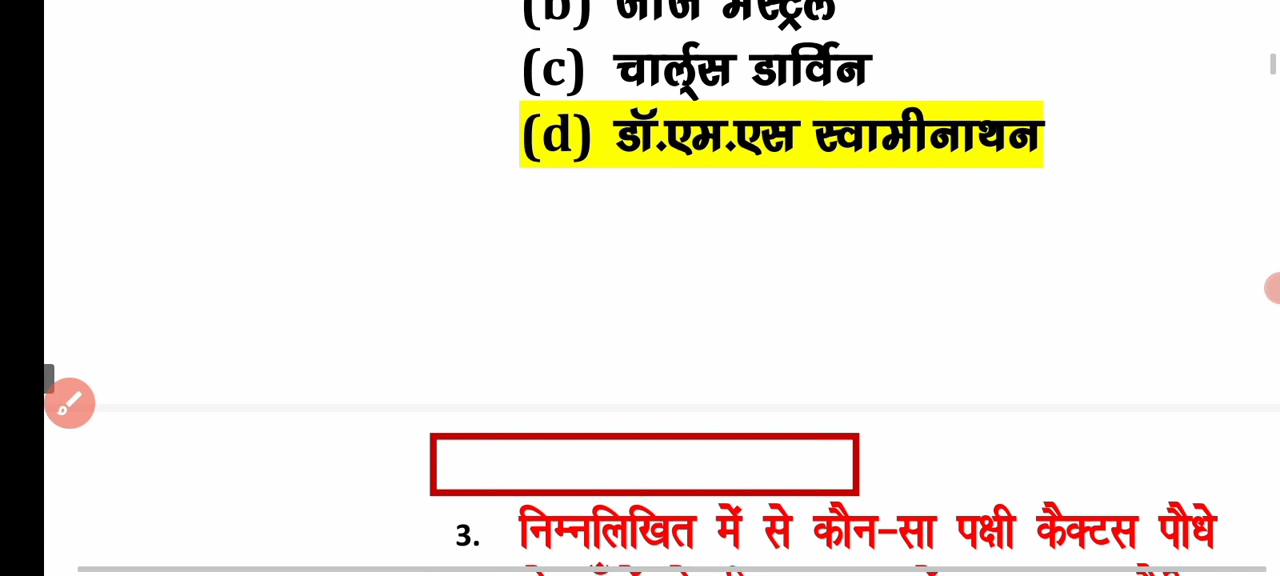 (b)
(c) चार्ल्स डार्विन
(d) डॉ.एम.एस स्वामीनाथन
3. निम्नलिखित में से कौन-सा पक्षी कैक्टस पौधे